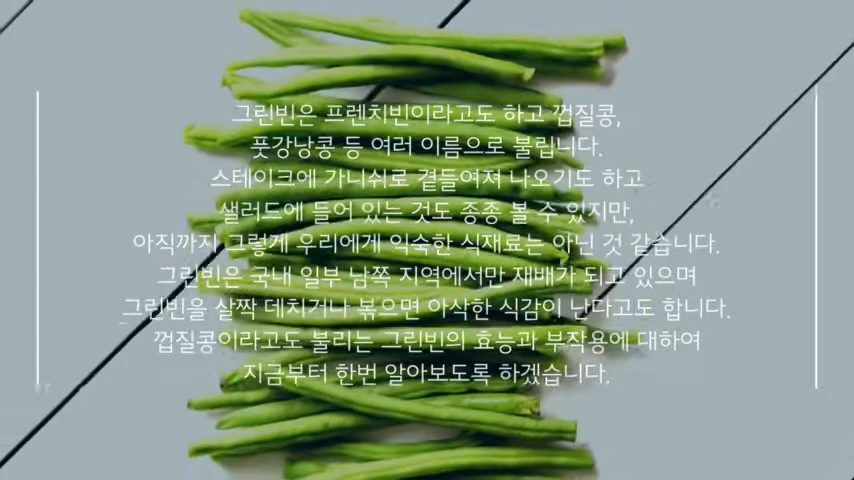 그린빈은 프렌치빈이라고도 하고 껍질콩,
풋강낭콩 등 여러 이름으로 불립니다.
스테이크에 가니쉬로 곁들여져 나오기도 하고
샐러드에 들어 있는 것도 종종 볼 수 있지만,
아직까지 그렇게 우리에게 익숙한 식재료는 아닌 것 같습니다.
그린빈은 국내 일부 남쪽 지역에서만 재배가 되고 있으며
그린빈을 살짝 데치거나 볶으면 아삭한 식감이 난다고도 합니다.
껍질콩이라고도 불리는 그린빈의 효능과 부작용에 대하여
지금부터 한번 알아보도록 하겠습니다.